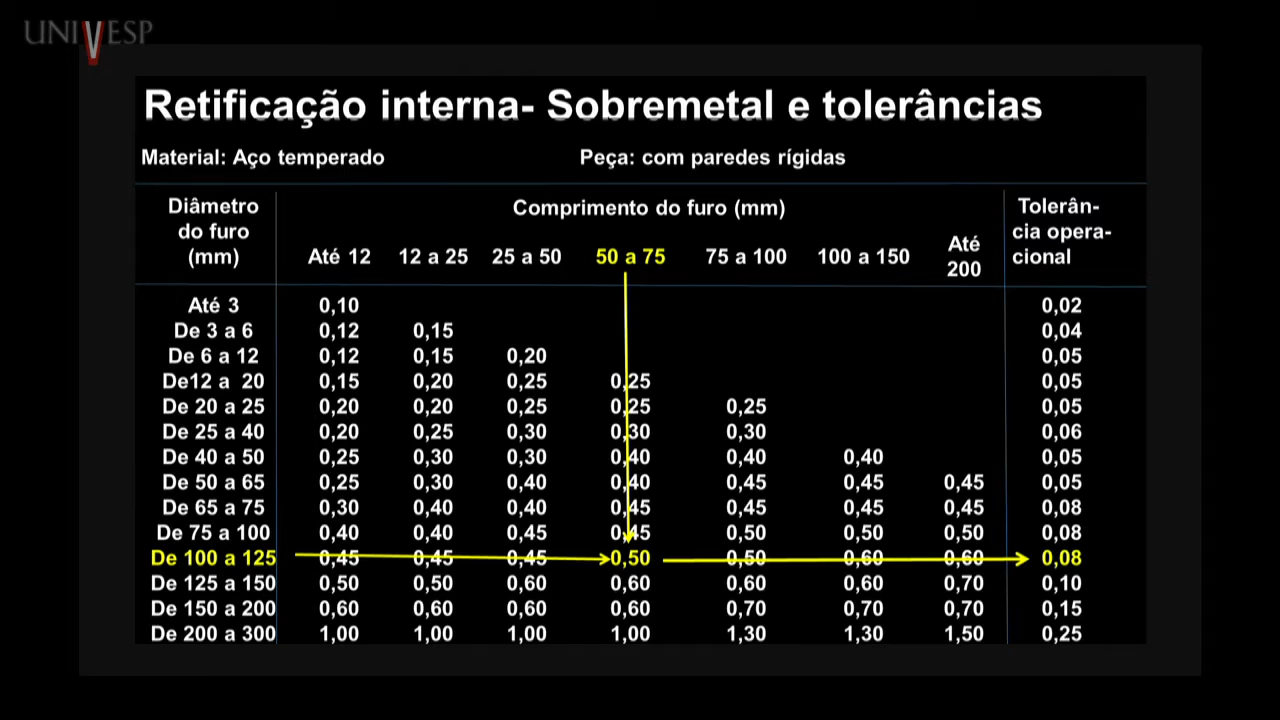 UNIVESP
Retificação interna- Sobremetal e tolerâncias
Material: Aço temperado Peça: com paredes rígidas
Diâmetro do furo (mm) Comprimento do furo (mm) Tolerân- cia opera- cional
Até 12 12 a 25 25 a 50 50 a 75 75 a 100 100 a 150 Até 200
Até 3 0,10 0,02
De 3 a 6 0,12 0,15 0,04
De 6 a 12 0,12 0,15 0,20 0,05
De12 a 20 0,15 0,20 0,25 0,25 0,05
De 20 a 25 0,20 0,20 0,25 0,25 0,25 0,05
De 25 a 40 0,20 0,25 0,30 0,30 0,30 0,06
De 40 a 50 0,25 0,30 0,30 0,40 0,40 0,40 0,05
De 50 a 65 0,25 0,30 0,40 0,40 0,45 0,45 0,45 0,05
De 65 a 75 0,30 0,40 0,40 0,45 0,45 0,45 0,45 0,08
De 75 a 100 0,40 0,40 0,45 0,45 0,50 0,50 0,50 0,08
De 100 a 125 0,45 0,45 0,45 0,50 0,50 0,60 0,60 0,08
De 125 a 150 0,50 0,50 0,60 0,60 0,60 0,60 0,70 0,10
De 150 a 200 0,60 0,60 0,60 0,60 0,70 0,70 0,70 0,15
De 200 a 300 1,00 1,00 1,00 1,00 1,30 1,30 1,50 0,25